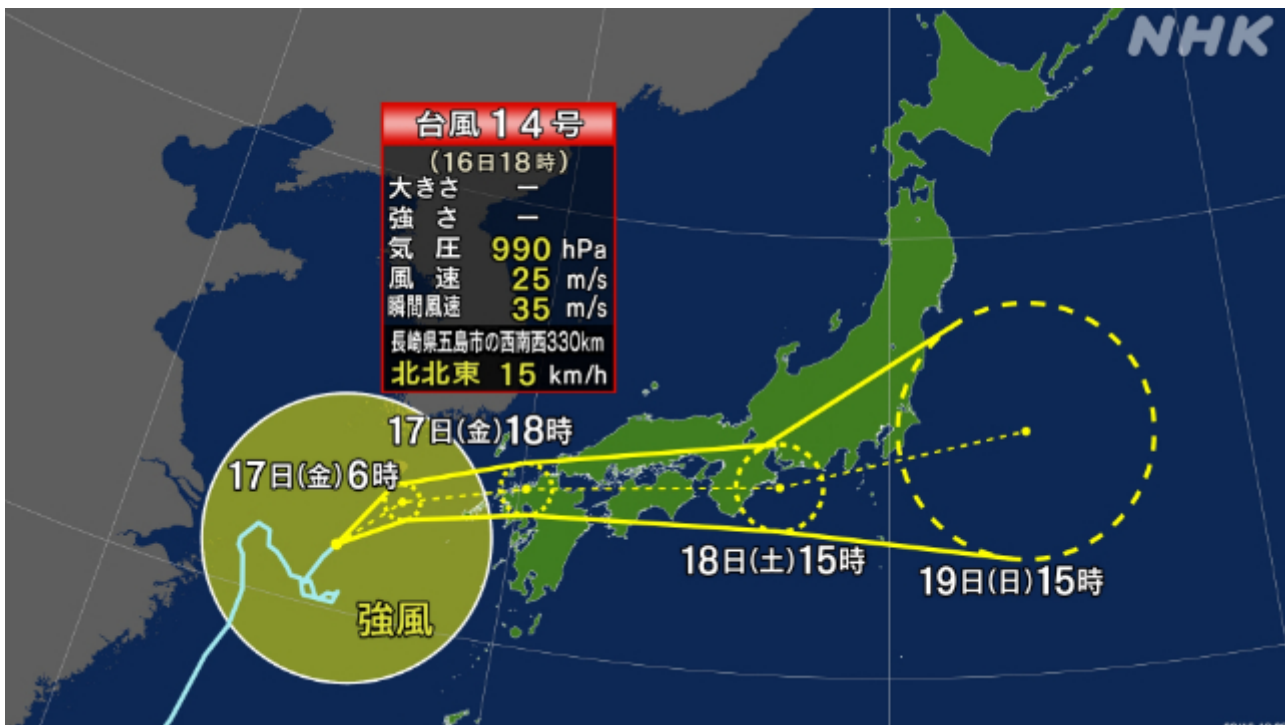 NHK
台風14号
(16日18時)
大きさ ー
強さ ー
気圧 990 hPa
風速 25 m/s
瞬間風速 35 m/s
長崎県五島市の西南西330km
北北東 15 km/h
17日(金)18時
17日(金)6時
強風
18日(土)15時
19日(日)15時